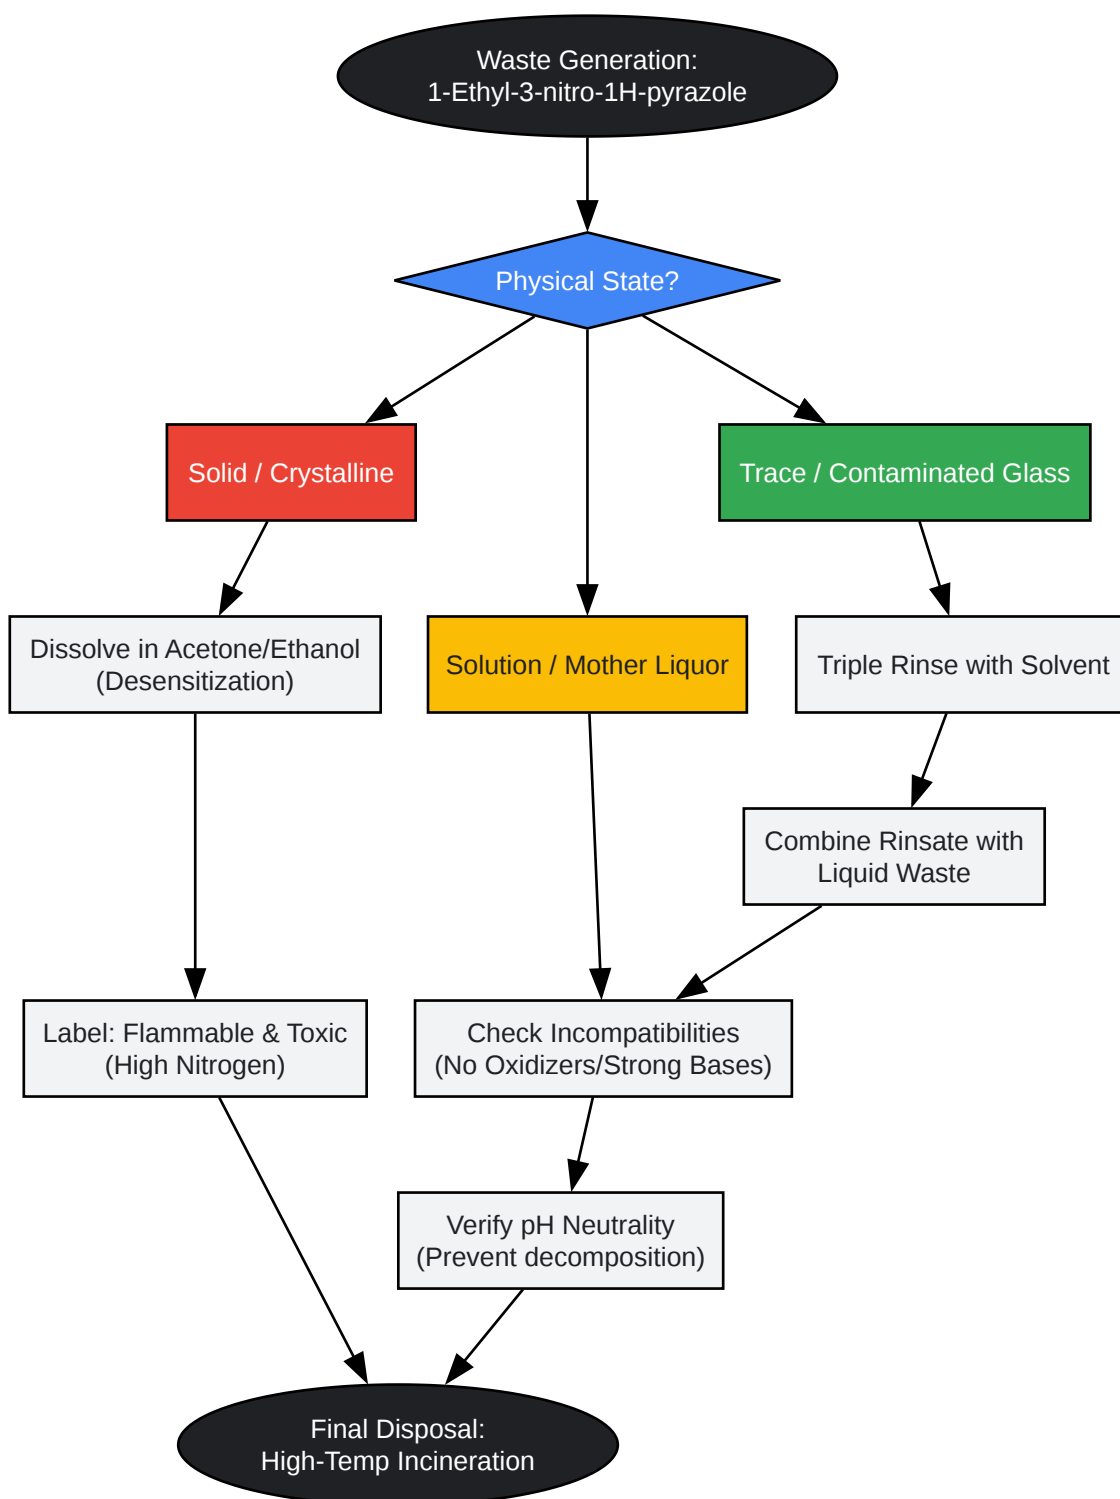 Waste Generation:
1-Ethyl-3-nitro-1H-pyrazole
Physical State?
Solid / Crystalline
Trace / Contaminated Glass
Dissolve in Acetone/Ethanol
(Desensitization)
Solution / Mother Liquor
Triple Rinse with Solvent
Combine Rinsate with
Liquid Waste
Label: Flammable & Toxic
(High Nitrogen)
Check Incompatibilities
(No Oxidizers/Strong Bases)
Verify pH Neutrality
(Prevent decomposition)
Final Disposal:
High-Temp Incineration